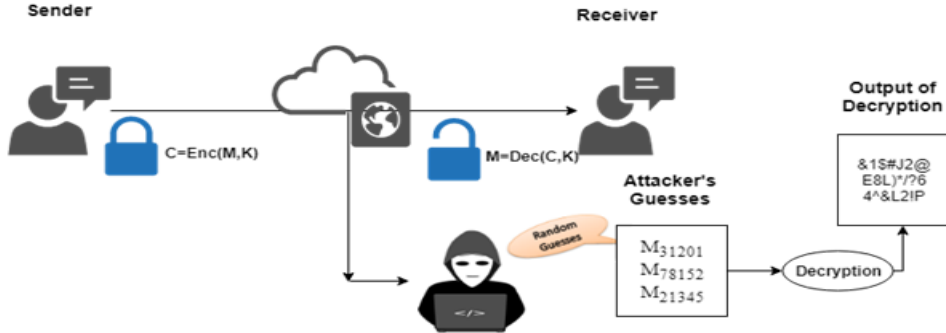 Sender
Receiver
C=Enc(M,K)
M=Dec(C,K)
Output of
Decryption
&1$#J2@
E8L)*/?6
4^&L2!P
Attacker's
Guesses
Random
Guesses
M31201
M78152
M21345
Decryption
</>